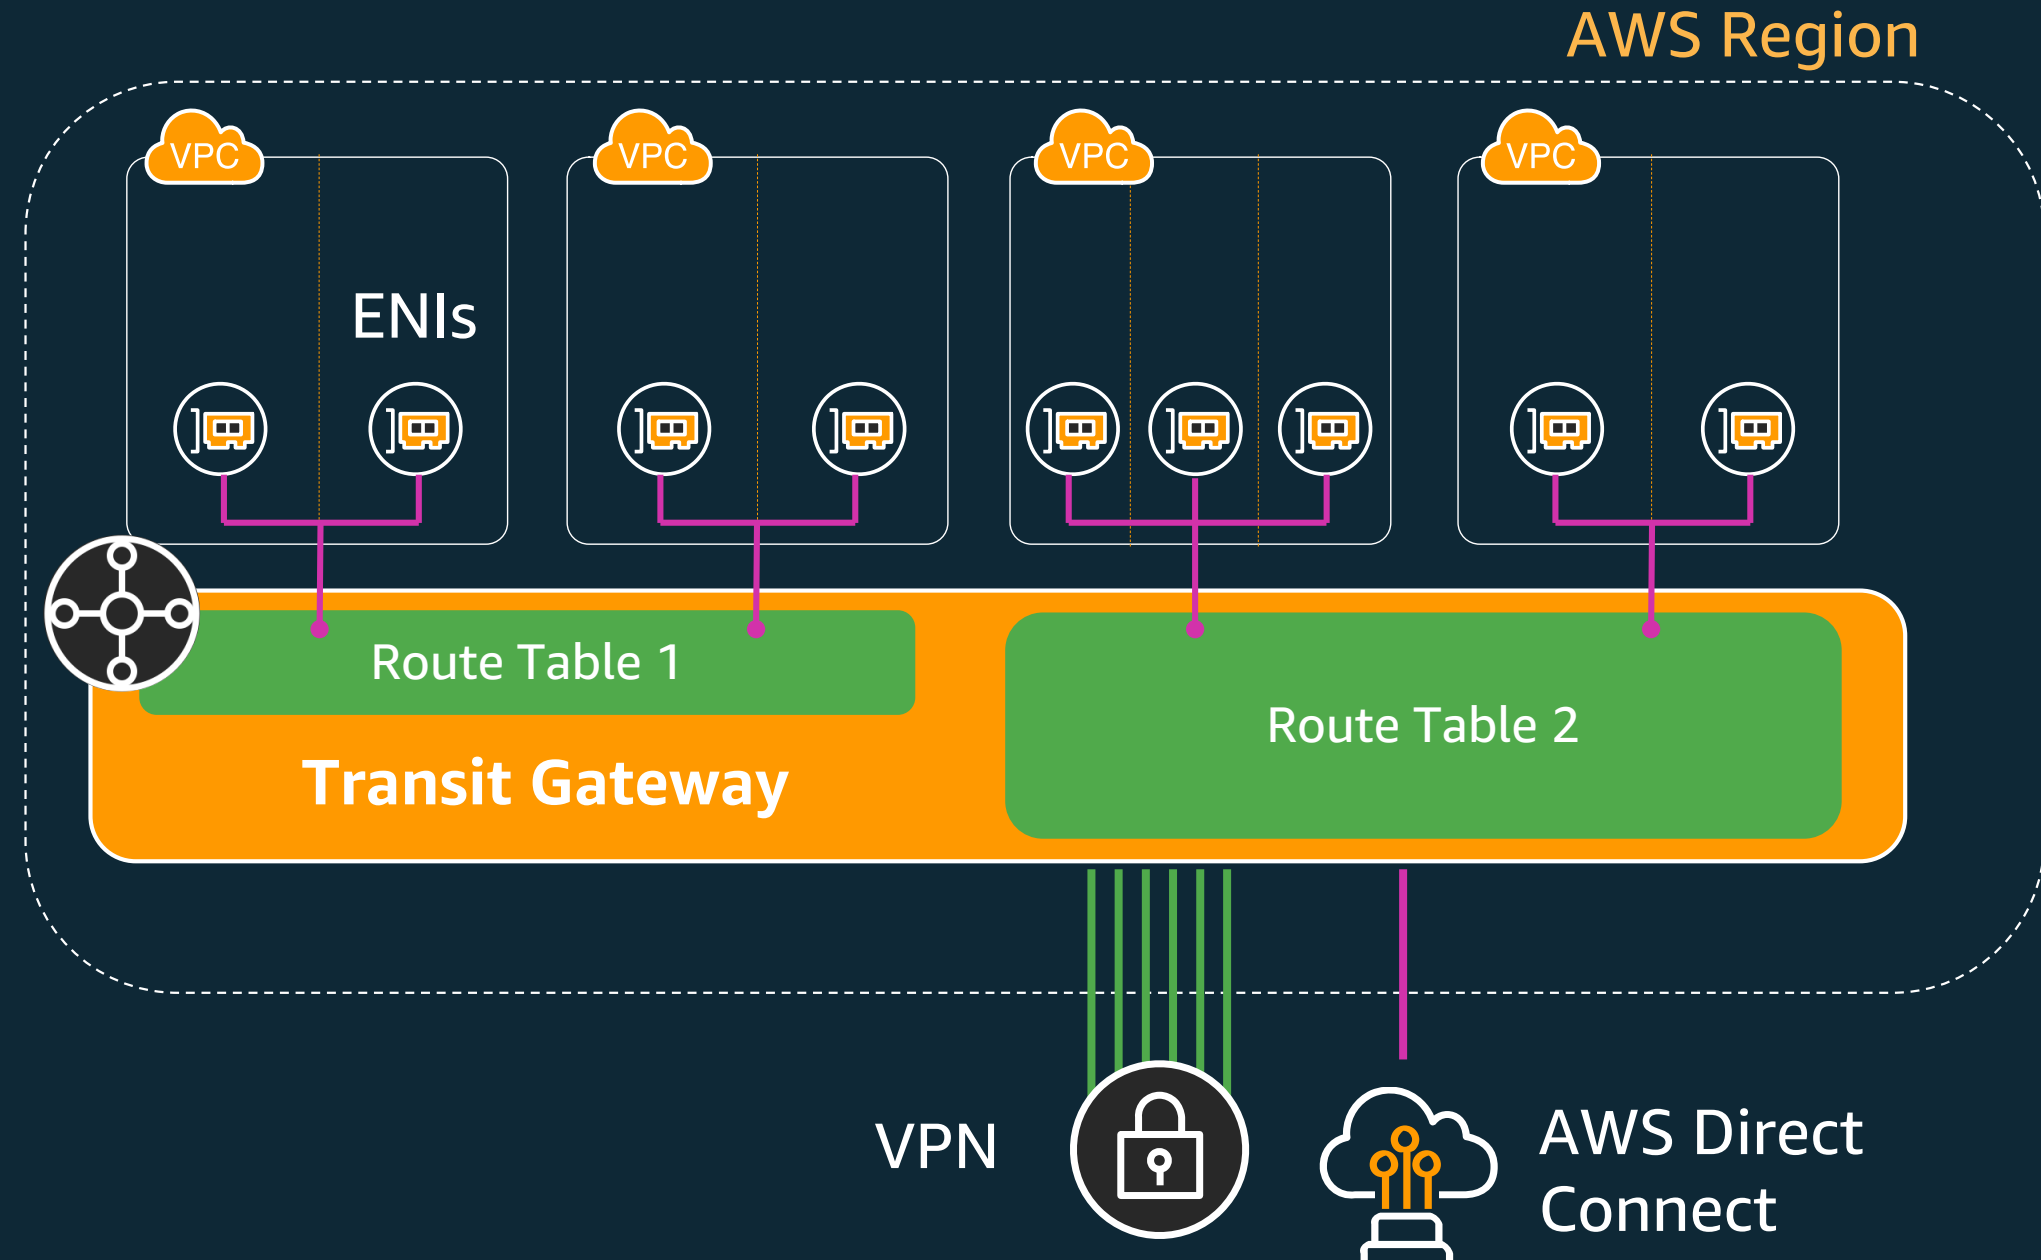 AWS Region
VPC
VPC
VPC
VPC
ENIs
Route Table 1
Route Table 2
Transit Gateway
VPN
AWS Direct
Connect